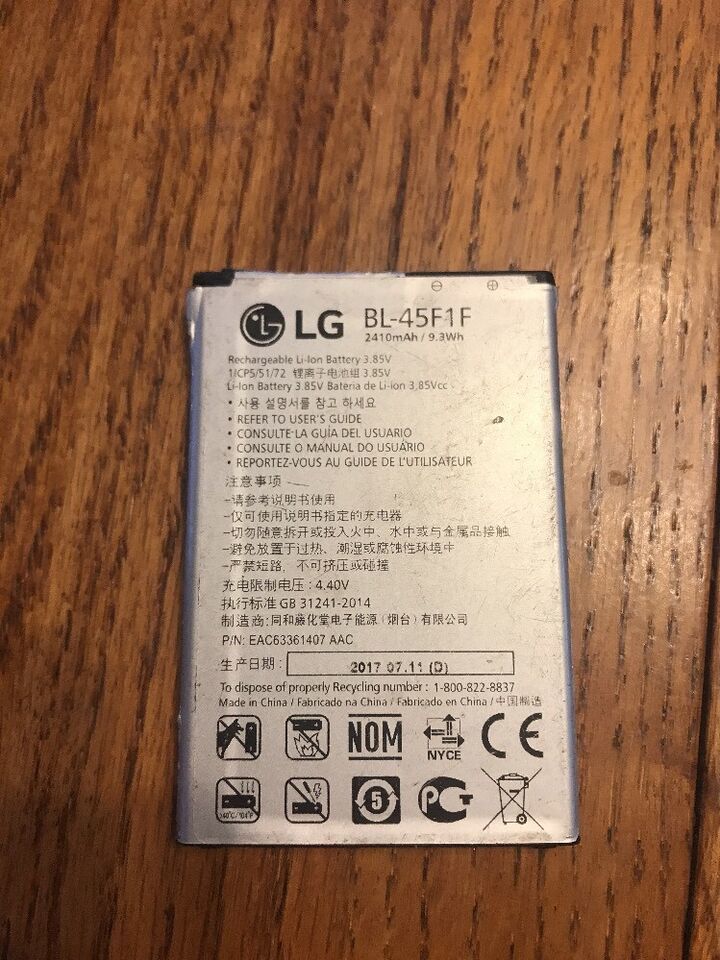 LG BL-45F1F
2410mAh / 9.3Wh
Rechargeable Li-Ion Battery 3.85V
1ICP5/51/72 锂离子电池组 3.85V
Li-Ion Battery 3.85V Bateria de Li-ion 3,85Vcc
• 사용 설명서를 참고 하세요
• REFER TO USER'S GUIDE
• CONSULTE LA GUÍA DEL USUARIO
• CONSULTE O MANUAL DO USUÁRIO
• REPORTEZ-VOUS AU GUIDE DE L'UTILISATEUR
注意事项
-请参考说明书使用
-仅可使用说明书指定的充电器
-切勿随意拆开或投入火中、水中或与金属品接触
-避免放置于过热、潮湿或腐蚀性环境中
-严禁短路，不可挤压或碰撞
充电限制电压: 4.40V
执行标准 GB 31241-2014
制造商: 同和藤化堂电子能源（烟台）有限公司
P/N: EAC63361407 AAC
生产日期: 2017 07.11 (D)
To dispose of properly Recycling number : 1-800-822-8837
Made in China / Fabricado na China / Fabricado en China / 中国制造
NOM NYCE CE
>40°C/104°F 5 PCT